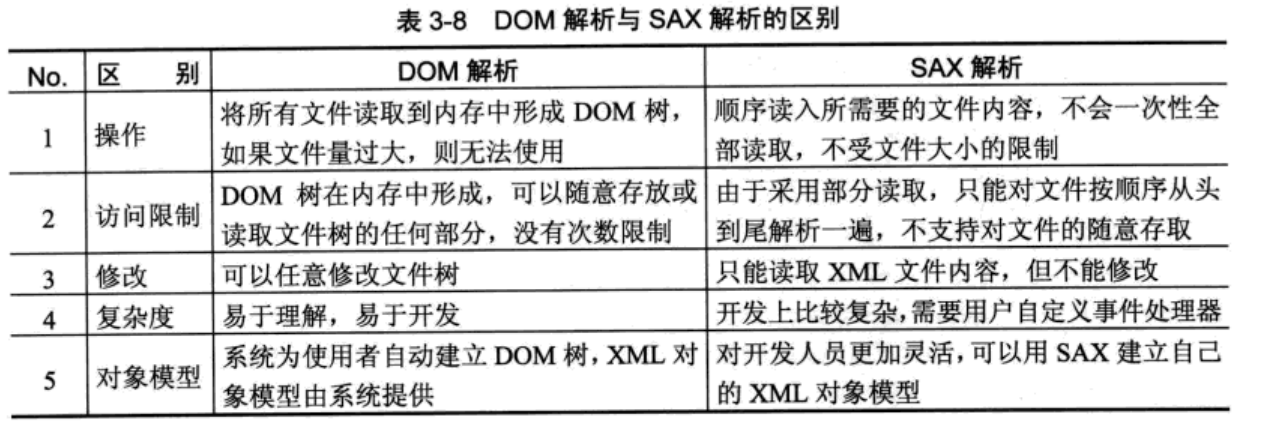 表 3-8 DOM 解析与 SAX 解析的区别
No. 区 别 DOM 解析 SAX 解析
1 操作 将所有文件读取到内存中形成 DOM 树，如果文件量过大，则无法使用 顺序读入所需要的文件内容，不会一次性全部读取，不受文件大小的限制
2 访问限制 DOM 树在内存中形成，可以随意存放或读取文件树的任何部分，没有次数限制 由于采用部分读取，只能对文件按顺序从头到尾解析一遍，不支持对文件的随意存取
3 修改 可以任意修改文件树 只能读取 XML 文件内容，但不能修改
4 复杂度 易于理解，易于开发 开发上比较复杂，需要用户自定义事件处理器
5 对象模型 系统为使用者自动建立 DOM 树，XML 对象模型由系统提供 对开发人员更加灵活，可以用 SAX 建立自己的 XML 对象模型